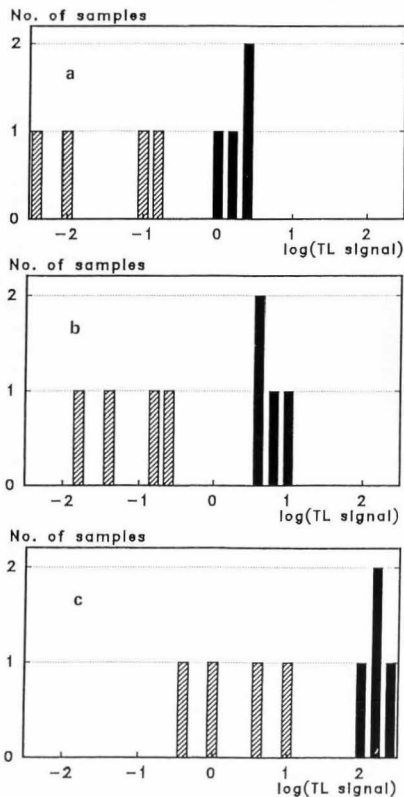 No. of samples
2
a
1
0
-2 -1 0 1 2
log(TL signal)
No. of samples
2
b
1
0
-2 -1 0 1 2
log(TL signal)
No. of samples
2
c
1
0
-2 -1 0 1 2
log(TL signal)